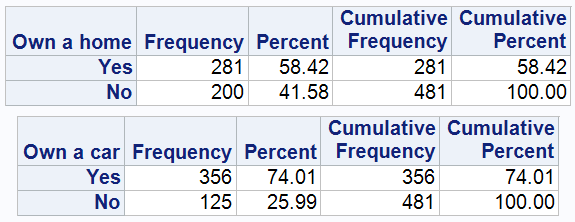 Cumulative Cumulative
Own a home Frequency Percent Frequency Percent
Yes 281 58.42 281 58.42
No 200 41.58 481 100.00
Cumulative Cumulative
Own a car Frequency Percent Frequency Percent
Yes 356 74.01 356 74.01
No 125 25.99 481 100.00